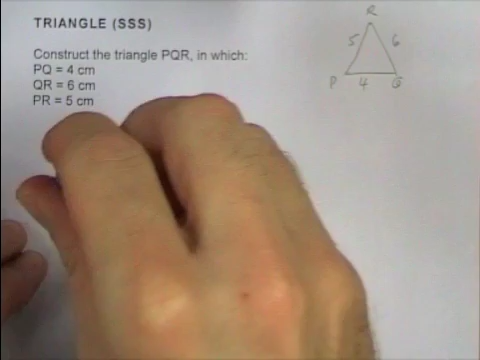 TRIANGLE (SSS)
Construct the triangle PQR, in which:
PQ = 4 cm
QR = 6 cm
PR = 5 cm
R
5 6
P 4 Q